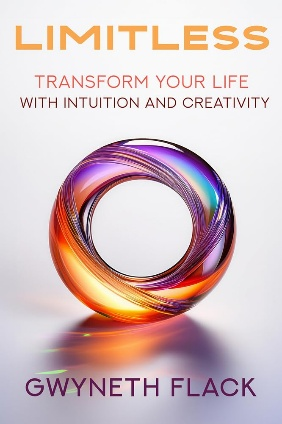 LIMITLESS
TRANSFORM YOUR LIFE
WITH INTUITION AND CREATIVITY
GWYNETH FLACK